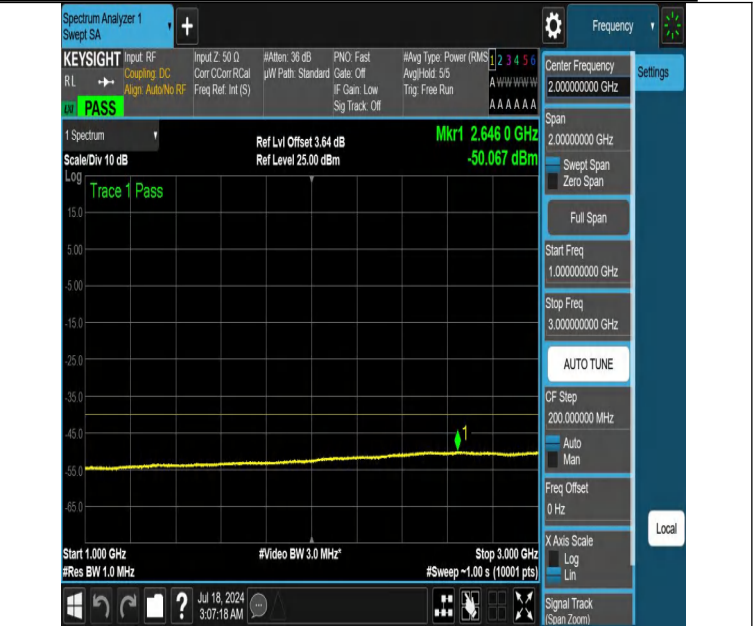 Spectrum Analyzer 1
Swept SA
Frequency
KEYSIGHT
RL
PASS
Input: RF
Coupling: DC
Align: Auto/No RF
Input Z: 50 Ω
Corr CCorr RCal
Freq Ref: Int (S)
#Atten: 36 dB
µW Path: Standard
PNO: Fast
Gate: Off
IF Gain: Low
Sig Track: Off
#Avg Type: Power (RMS
Avg|Hold: 5/5
Trig: Free Run
1 2 3 4 5 6
A W W W W W
A A A A A A
1 Spectrum
Scale/Div 10 dB
Log
Ref Lvl Offset 3.64 dB
Ref Level 25.00 dBm
Mkr1 2.646 0 GHz
-50.067 dBm
Trace 1 Pass
15.0
5.00
-5.00
-15.0
-25.0
-35.0
-45.0
-55.0
-65.0
1
Start 1.000 GHz
#Res BW 1.0 MHz
#Video BW 3.0 MHz*
Stop 3.000 GHz
#Sweep ~1.00 s (10001 pts)
Jul 18, 2024
3:07:18 AM
Center Frequency
2.000000000 GHz
Settings
Span
2.00000000 GHz
Swept Span
Zero Span
Full Span
Start Freq
1.000000000 GHz
Stop Freq
3.000000000 GHz
AUTO TUNE
CF Step
200.000000 MHz
Auto
Man
Freq Offset
0 Hz
X Axis Scale
Log
Lin
Local
Signal Track
(Span Zoom)